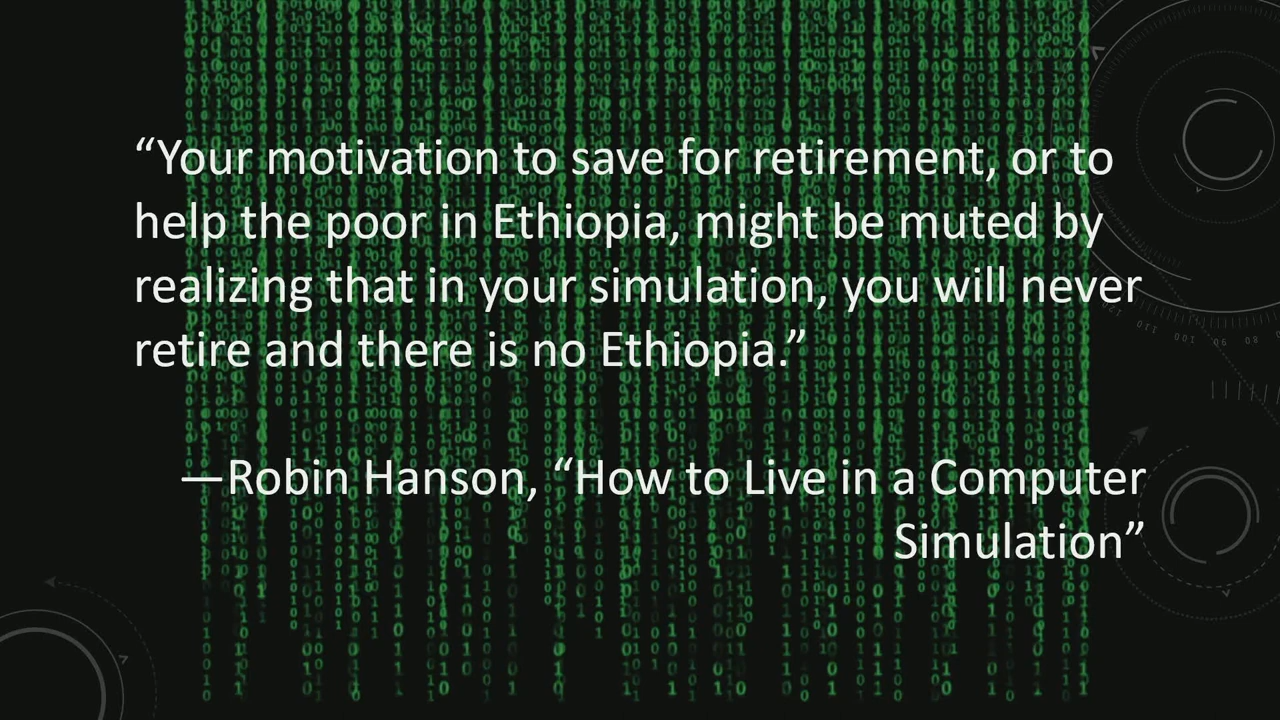 “Your motivation to save for retirement, or to
help the poor in Ethiopia, might be muted by
realizing that in your simulation, you will never
retire and there is no Ethiopia.”
—Robin Hanson, “How to Live in a Computer
Simulation”